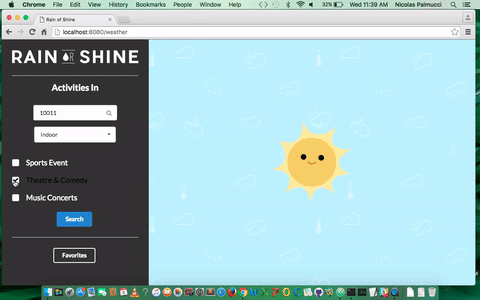 Chrome File Edit View History Bookmarks People Window Help 32% Wed 11:39 AM Nicolas Palmucci
Rain of Shine
localhost:8080/weather
RAIN OR SHINE
Activities In
10011
Indoor
Sports Event
Theatre & Comedy
Music Concerts
Search
Favorites